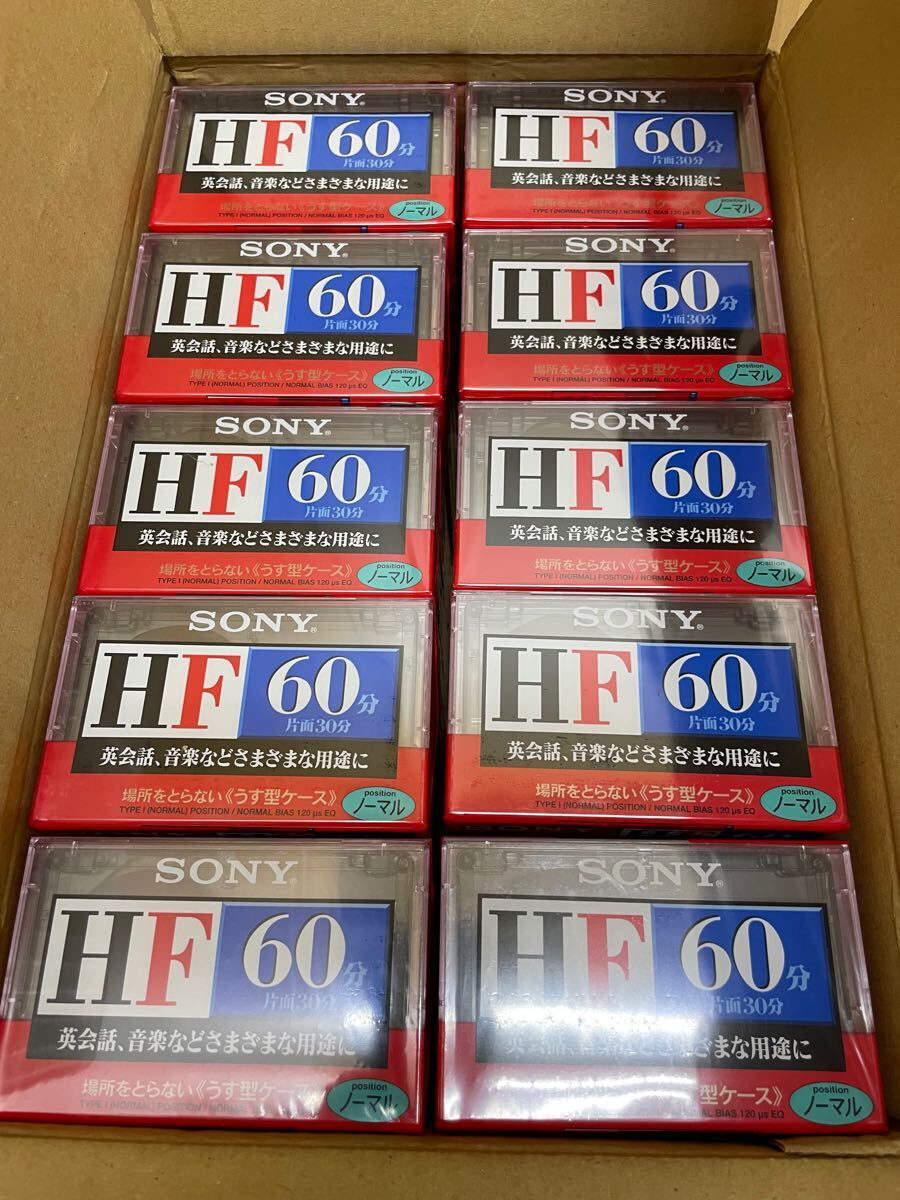 SONY®
HF 60分
片面30分
英会話、音楽などさまざまな用途に
場所をとらない《うす型ケース》
TYPE I (NORMAL) POSITION / NORMAL BIAS 120 μs EQ
position
ノーマル
SONY®
HF 60分
片面30分
英会話、音楽などさまざまな用途に
場所をとらない《うす型ケース》
TYPE I (NORMAL) POSITION / NORMAL BIAS 120 μs EQ
position
ノーマル
SONY®
HF 60分
片面30分
英会話、音楽などさまざまな用途に
場所をとらない《うす型ケース》
TYPE I (NORMAL) POSITION / NORMAL BIAS 120 μs EQ
position
ノーマル
SONY®
HF 60分
片面30分
英会話、音楽などさまざまな用途に
場所をとらない《うす型ケース》
TYPE I (NORMAL) POSITION / NORMAL BIAS 120 μs EQ
position
ノーマル
SONY®
HF 60分
片面30分
英会話、音楽などさまざまな用途に
場所をとらない《うす型ケース》
TYPE I (NORMAL) POSITION / NORMAL BIAS 120 μs EQ
position
ノーマル
SONY®
HF 60分
片面30分
英会話、音楽などさまざまな用途に
場所をとらない《うす型ケース》
TYPE I (NORMAL) POSITION / NORMAL BIAS 120 μs EQ
position
ノーマル
SONY®
HF 60分
片面30分
英会話、音楽などさまざまな用途に
場所をとらない《うす型ケース》
TYPE I (NORMAL) POSITION / NORMAL BIAS 120 μs EQ
position
ノーマル
SONY®
HF 60分
片面30分
英会話、音楽などさまざまな用途に
場所をとらない《うす型ケース》
TYPE I (NORMAL) POSITION / NORMAL BIAS 120 μs EQ
position
ノーマル
SONY®
HF 60分
片面30分
英会話、音楽などさまざまな用途に
場所をとらない《うす型ケース》
TYPE I (NORMAL) POSITION / NORMAL
position
ノーマル
SONY®
HF 60分
片面30分
英会話、音楽などさまざまな用途に
場所をとらない 型ケース》
BIAS 120 μs EQ
position
ノーマル